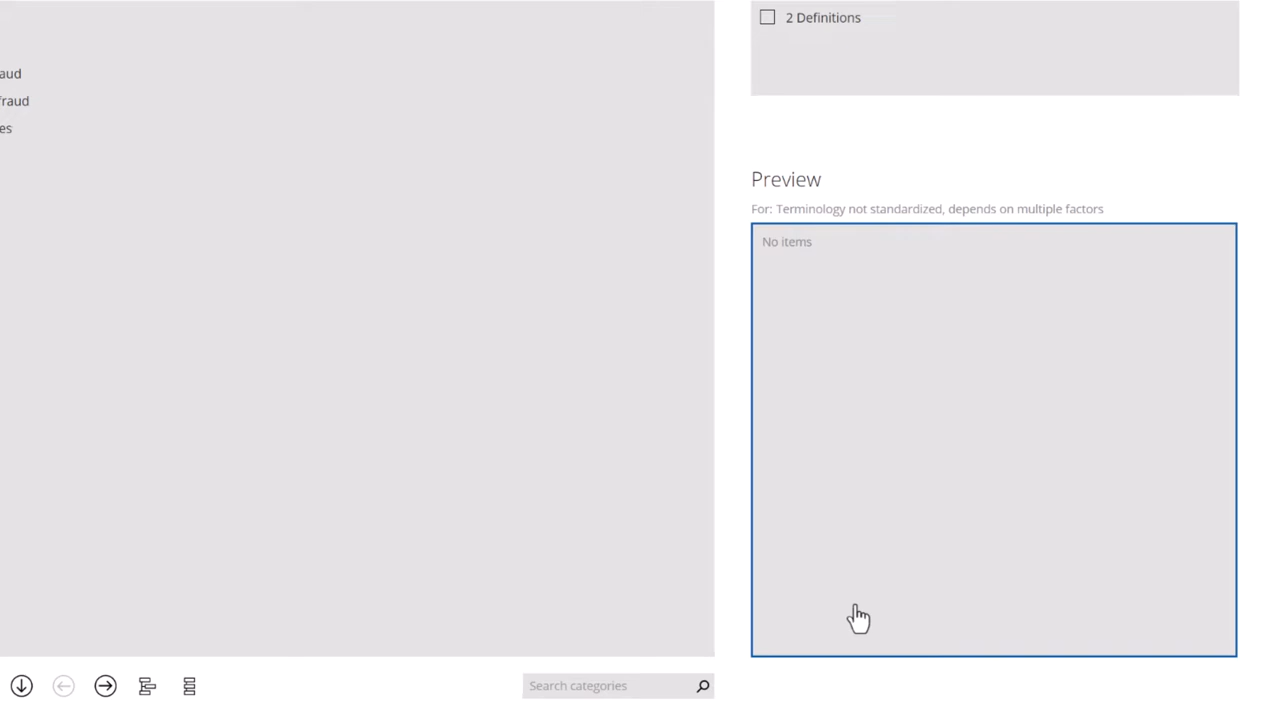 2 Definitions
aud
fraud
es
Preview
For: Terminology not standardized, depends on multiple factors
No items
Search categories